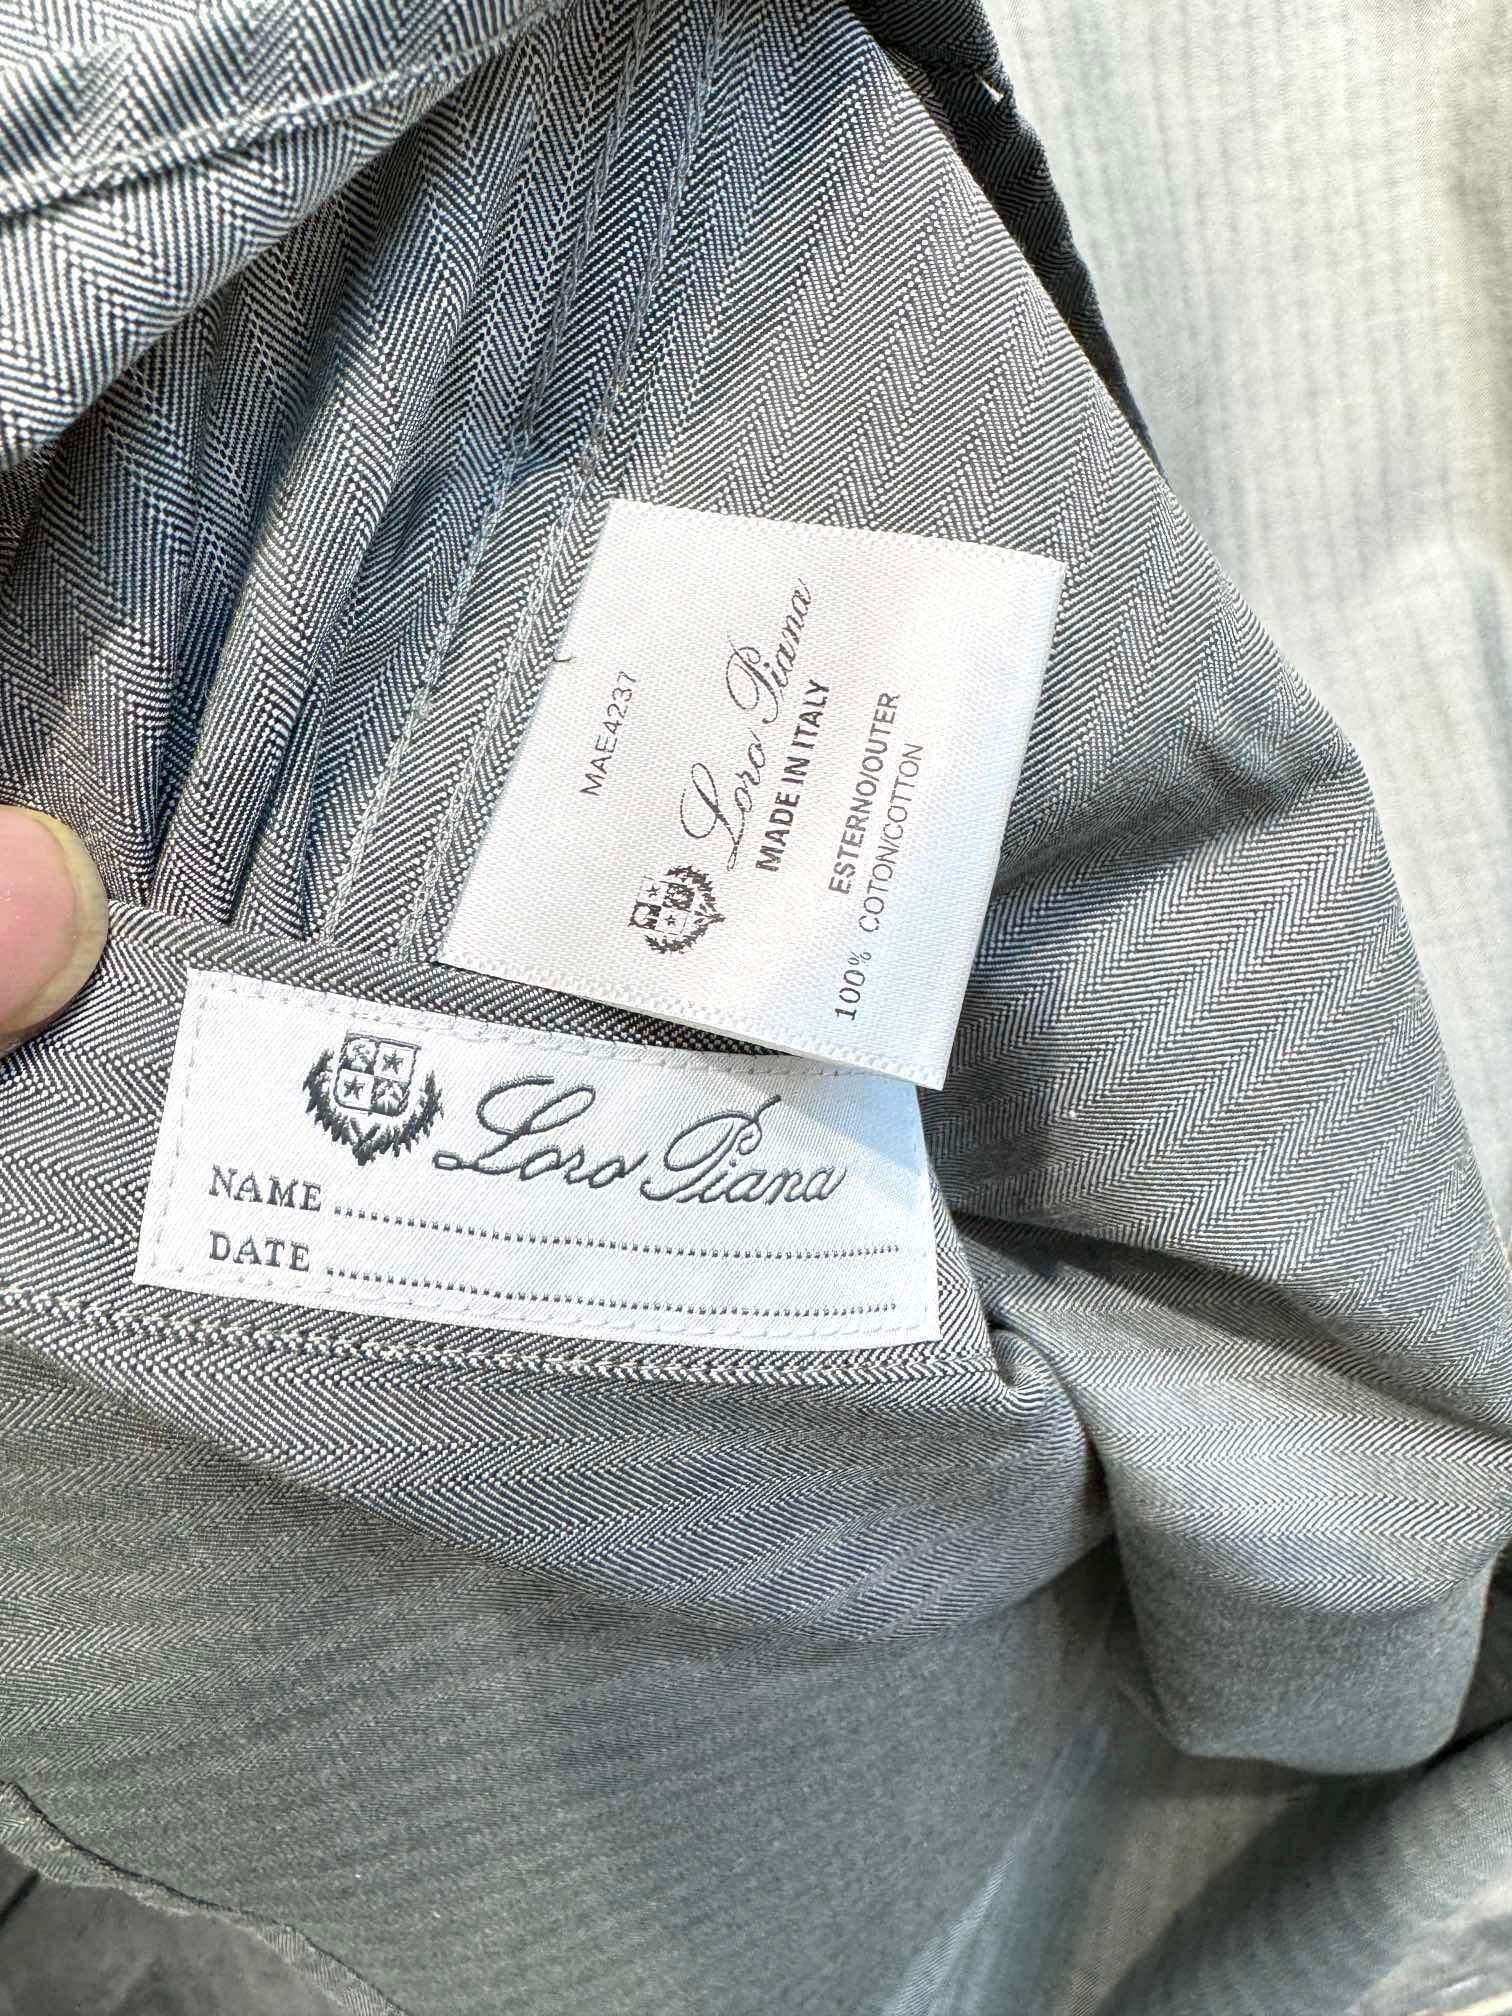 MAE4237
Loro Piana
MADE IN ITALY
ESTERNO/OUTER
100% COTON/COTTON
Loro Piana
NAME
DATE